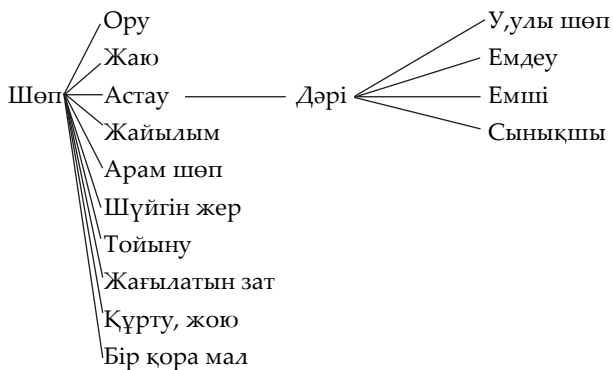 Ору
У,улы шөп
Жаю
Емдеу
Шөп
Астау
Дәрі
Емші
Жайылым
Сынықшы
Арам шөп
Шүйгін жер
Тойыну
Жағылатын зат
Құрту, жою
Бір қора мал